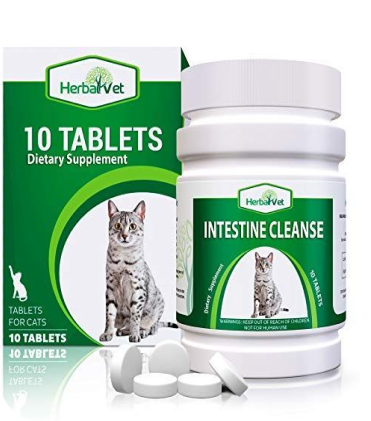 HerbalVet
10 TABLETS
Dietary Supplement
TABLETS
FOR CATS
10 TABLETS
HerbalVet
INTESTINE CLEANSE
Dietary Supplement
10 TABLETS
WARNINGS: KEEP OUT OF REACH OF CHILDREN
NOT FOR HUMAN USE